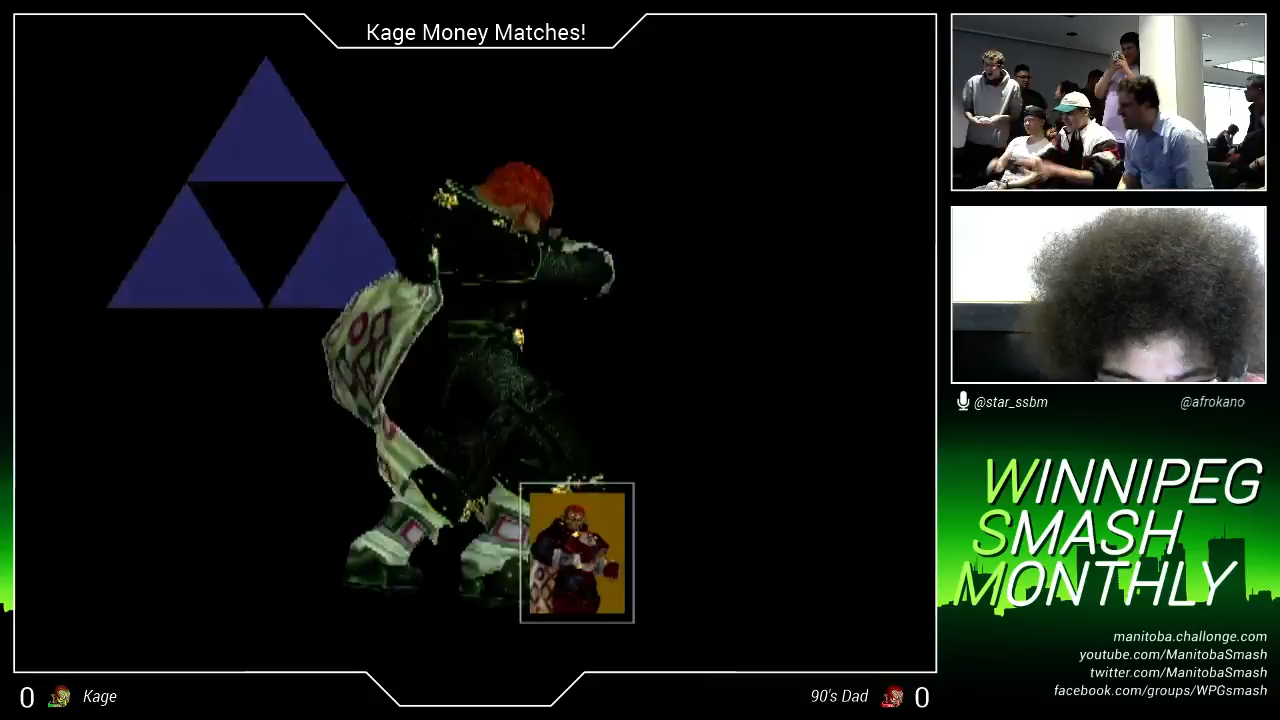 Kage Money Matches!
@star_ssbm
@afrokano
WINNIPEG
SMASH
MONTHLY
manitoba.challonge.com
youtube.com/ManitobaSmash
twitter.com/ManitobaSmash
facebook.com/groups/WPGsmash
0 Kage
90's Dad 0